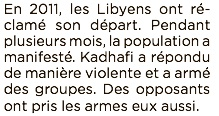 En 2011, les Libyens ont ré-
clamé son départ. Pendant
plusieurs mois, la population a
manifesté. Kadhafi a répondu
de manière violente et a armé
des groupes. Des opposants
ont pris les armes eux aussi.